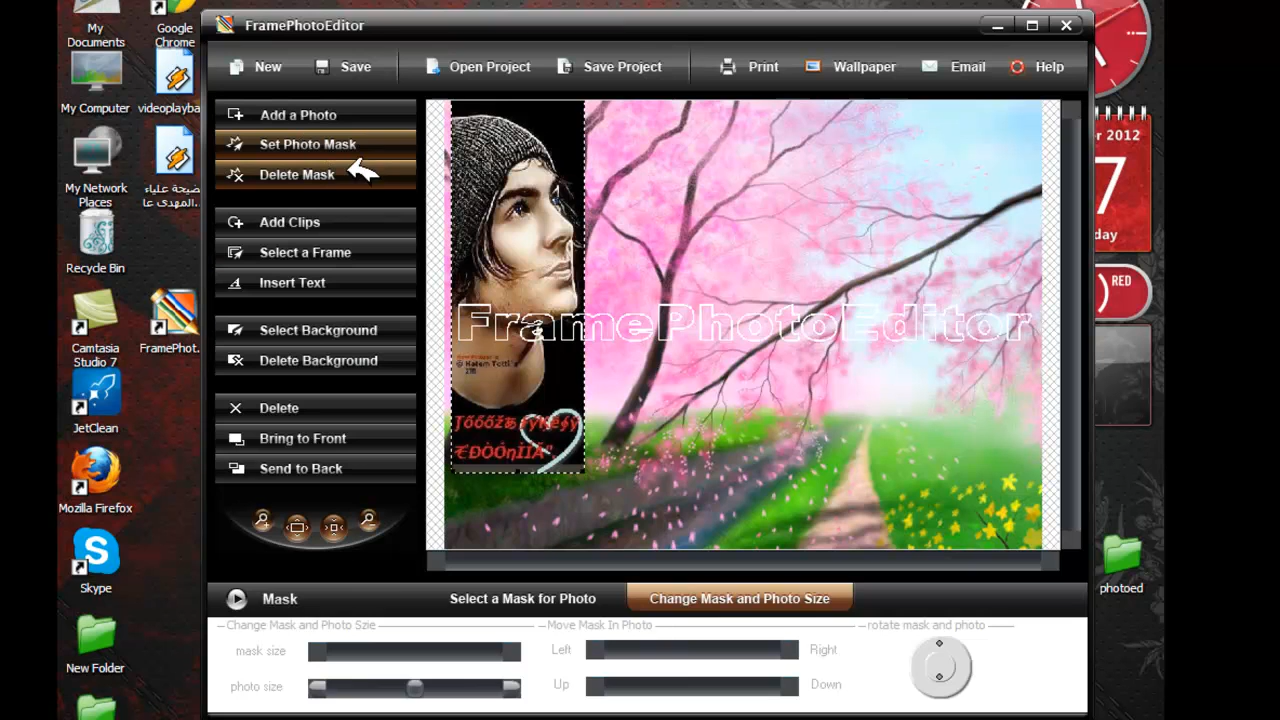 My
Documents
Google
Chrome
My Computer
videoplayba
My Network
Places
Recycle Bin
Camtasia
Studio 7
FramePhot.
JetClean
Mozilla Firefox
Skype
New Folder
FramePhotoEditor
New
Save
Open Project
Save Project
Print
Wallpaper
Email
Help
Add a Photo
Set Photo Mask
Delete Mask
Add Clips
Select a Frame
Insert Text
Select Background
Delete Background
Delete
Bring to Front
Send to Back
FramePhotoEditor
Mask
Select a Mask for Photo
Change Mask and Photo Size
Change Mask and Photo Szie
Move Mask In Photo
rotate mask and photo
mask size
Left
Right
photo size
Up
Down
r 2012
7
day
RED
photoed